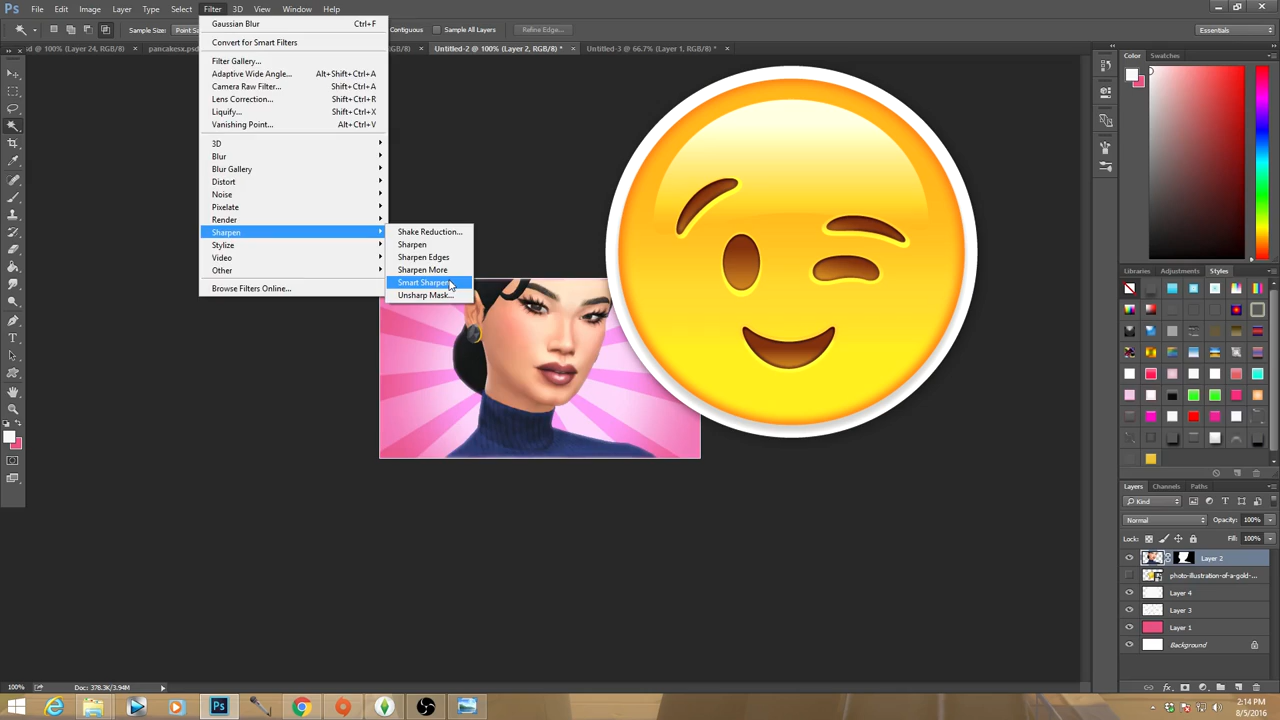 Ps File Edit Image Layer Type Select Filter 3D View Window Help
Sample Size: Point Contiguous Sample All Layers Refine Edge... Essentials
d @ 100% (Layer 24, RGB/8) pancakesx.psd RGB/8) Untitled-2 @ 100% (Layer 2, RGB/8) * Untitled-3 @ 66.7% (Layer 1, RGB/8) *
Gaussian Blur Ctrl+F
Convert for Smart Filters
Filter Gallery...
Adaptive Wide Angle... Alt+Shift+Ctrl+A
Camera Raw Filter... Shift+Ctrl+A
Lens Correction... Shift+Ctrl+R
Liquify... Shift+Ctrl+X
Vanishing Point... Alt+Ctrl+V
3D
Blur
Blur Gallery
Distort
Noise
Pixelate
Render
Sharpen
Stylize
Video
Other
Browse Filters Online...
Shake Reduction...
Sharpen
Sharpen Edges
Sharpen More
Smart Sharpen
Unsharp Mask...
Color Swatches
Libraries Adjustments Styles
Layers Channels Paths
Kind
Normal Opacity: 100%
Lock: Fill: 100%
Layer 2
photo-illustration-of-a-gold-...
Layer 4
Layer 3
Layer 1
Background
100% Doc: 378.3K/3.94M
Ps
2:14 PM
8/5/2016